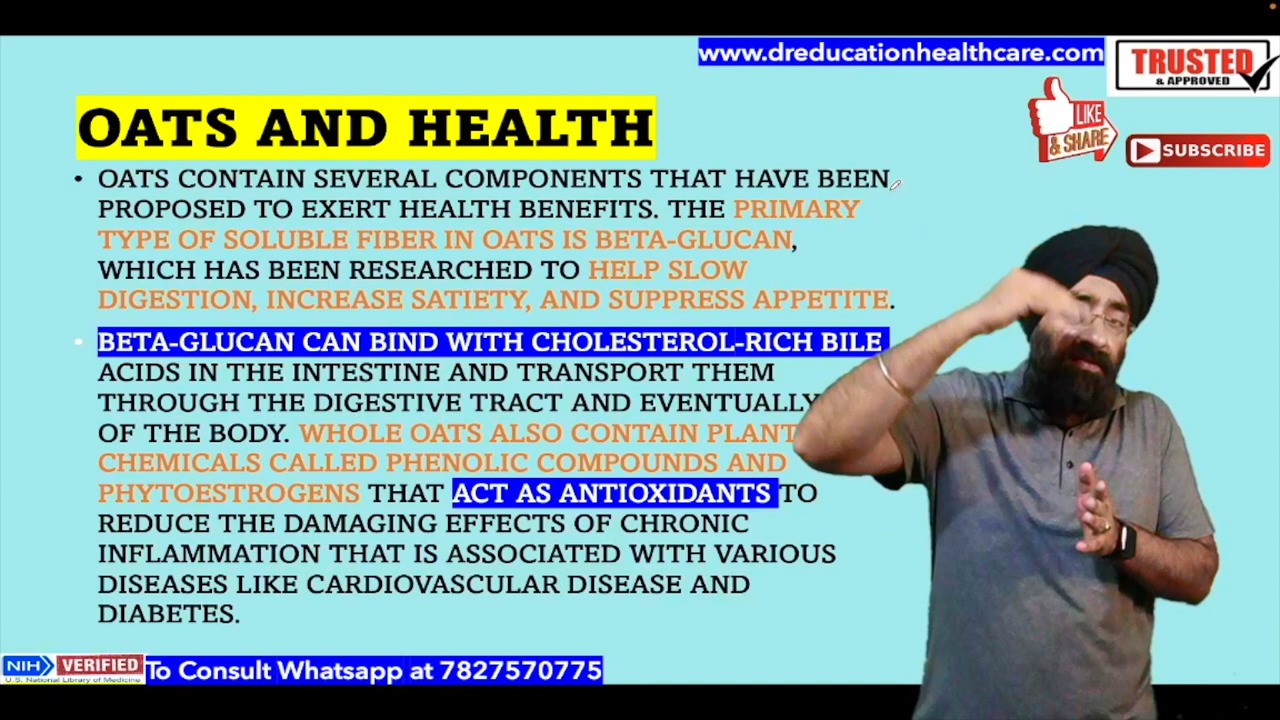 www.dreducationhealthcare.com
TRUSTED
& APPROVED
LIKE
& SHARE
SUBSCRIBE
OATS AND HEALTH
• OATS CONTAIN SEVERAL COMPONENTS THAT HAVE BEEN
PROPOSED TO EXERT HEALTH BENEFITS. THE PRIMARY
TYPE OF SOLUBLE FIBER IN OATS IS BETA-GLUCAN,
WHICH HAS BEEN RESEARCHED TO HELP SLOW
DIGESTION, INCREASE SATIETY, AND SUPPRESS APPETITE.
• BETA-GLUCAN CAN BIND WITH CHOLESTEROL-RICH BILE
ACIDS IN THE INTESTINE AND TRANSPORT THEM
THROUGH THE DIGESTIVE TRACT AND EVENTUALLY
OF THE BODY. WHOLE OATS ALSO CONTAIN PLANT
CHEMICALS CALLED PHENOLIC COMPOUNDS AND
PHYTOESTROGENS THAT ACT AS ANTIOXIDANTS TO
REDUCE THE DAMAGING EFFECTS OF CHRONIC
INFLAMMATION THAT IS ASSOCIATED WITH VARIOUS
DISEASES LIKE CARDIOVASCULAR DISEASE AND
DIABETES.
NIH VERIFIED
U.S. National Library of Medicine
To Consult Whatsapp at 7827570775